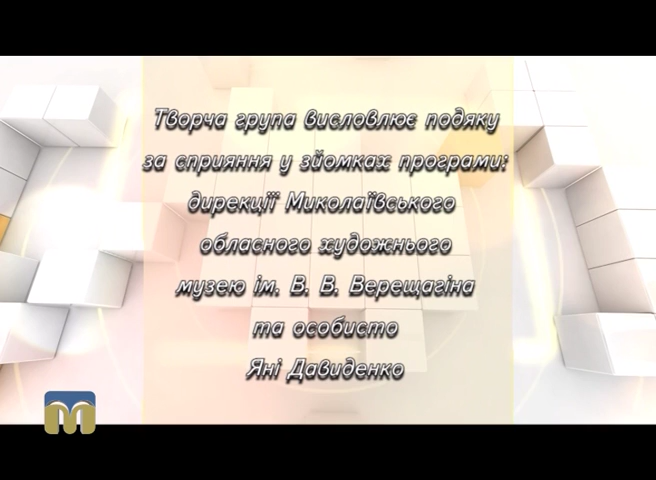 Творча група висловлює подяку
за сприяння у зйомках програми:
дирекції Миколаївського
обласного художнього
музею ім. В. В. Верещагіна
та особисто
Яні Давиденко